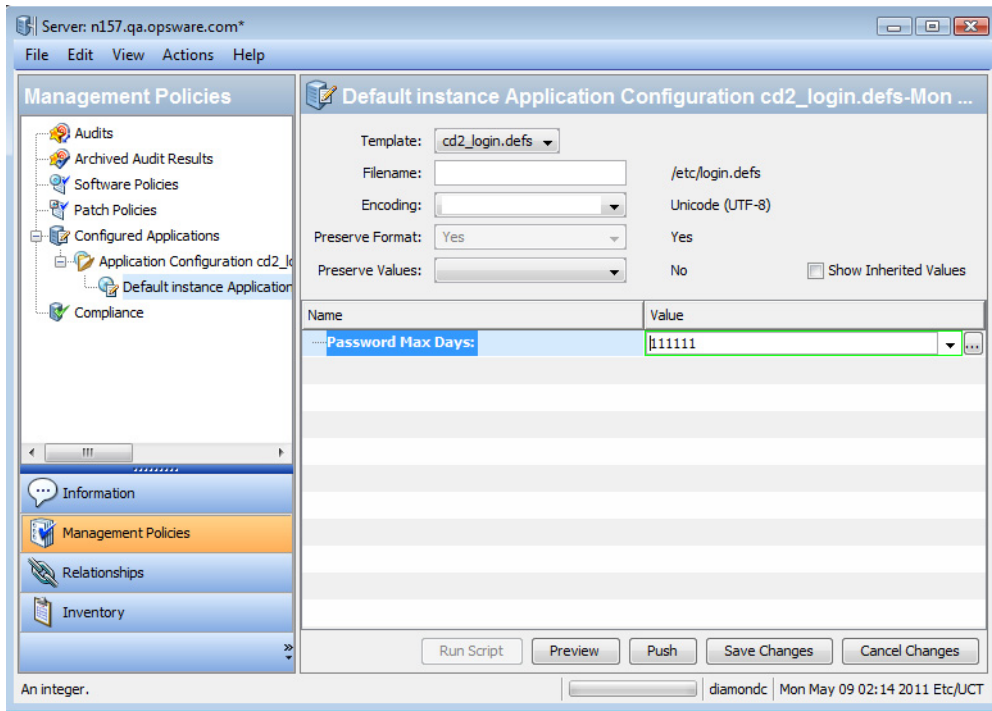 Server: n157.qa.opsware.com*
File Edit View Actions Help
Management Policies
Audits
Archived Audit Results
Software Policies
Patch Policies
Configured Applications
Application Configuration cd2_l
Default instance Application
Compliance
Information
Management Policies
Relationships
Inventory
»
Default instance Application Configuration cd2_login.defs-Mon ...
Template: cd2_login.defs
Filename: /etc/login.defs
Encoding: Unicode (UTF-8)
Preserve Format: Yes Yes
Preserve Values: No Show Inherited Values
Name Value
Password Max Days: 111111 ...
Run Script Preview Push Save Changes Cancel Changes
An integer. diamondc Mon May 09 02:14 2011 Etc/UCT